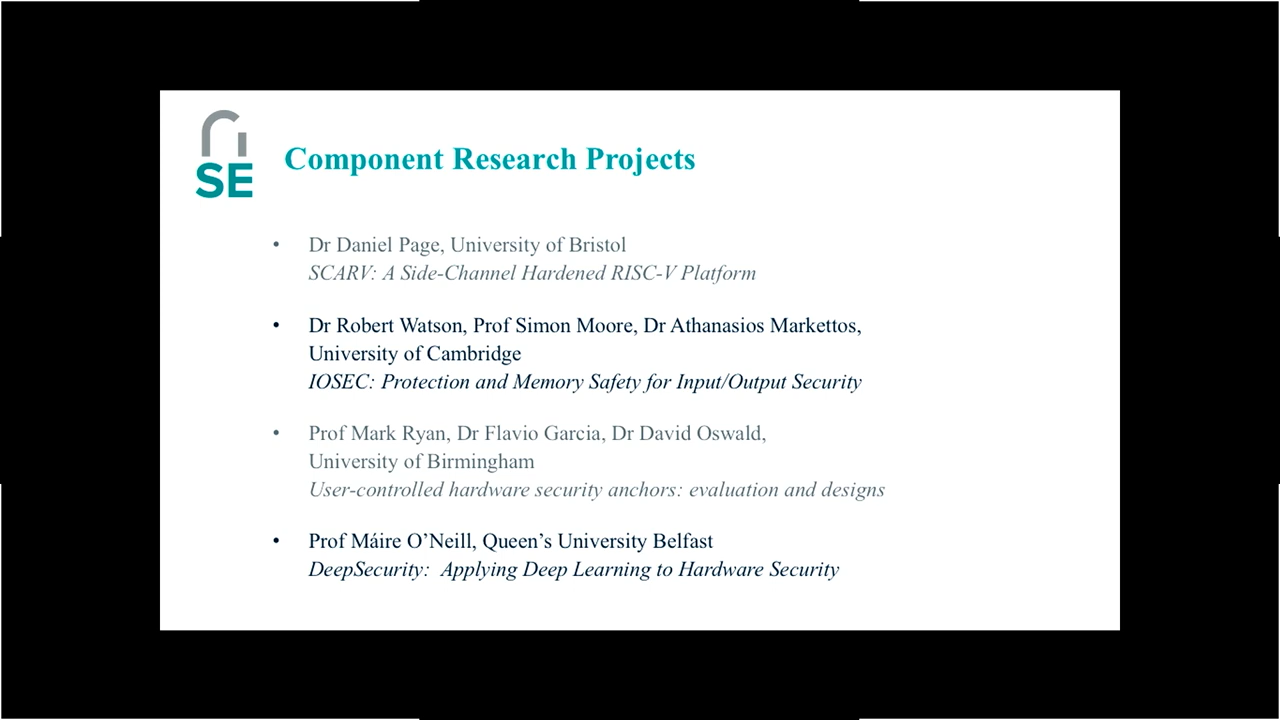 SE
Component Research Projects
• Dr Daniel Page, University of Bristol
SCARV: A Side-Channel Hardened RISC-V Platform
• Dr Robert Watson, Prof Simon Moore, Dr Athanasios Markettos,
University of Cambridge
IOSEC: Protection and Memory Safety for Input/Output Security
• Prof Mark Ryan, Dr Flavio Garcia, Dr David Oswald,
University of Birmingham
User-controlled hardware security anchors: evaluation and designs
• Prof Máire O’Neill, Queen’s University Belfast
DeepSecurity:  Applying Deep Learning to Hardware Security